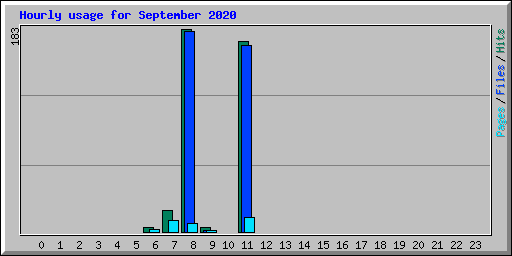 Hourly usage for September 2020
183
Pages/Files/Hits
0 1 2 3 4 5 6 7 8 9 10 11 12 13 14 15 16 17 18 19 20 21 22 23